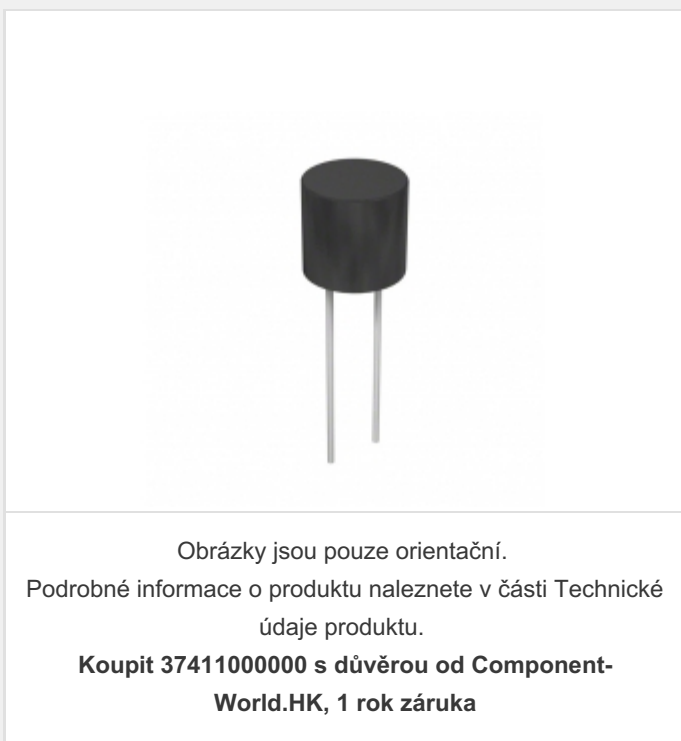 Obrázky jsou pouze orientační.
Podrobné informace o produktu naleznete v části Technické
údaje produktu.
Koupit 37411000000 s důvěrou od Component-
World.HK, 1 rok záruka